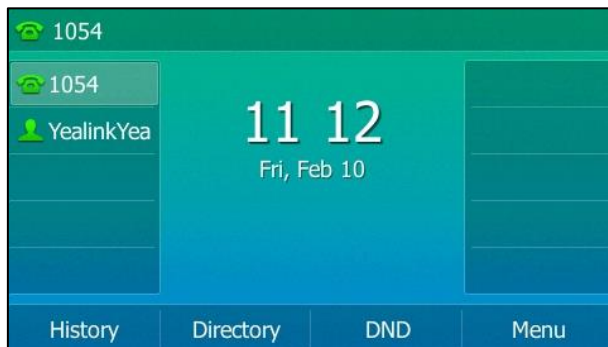 1054
1054
YealinkYea
11 12
Fri, Feb 10
History Directory DND Menu